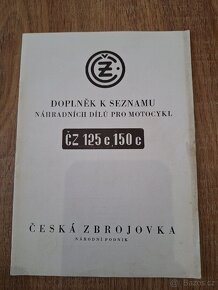 ČZ
DOPLNĚK K SEZNAMU
NÁHRADNÍCH DÍLŮ PRO MOTOCYKL
ČZ 125 c, 150 c
ČESKÁ ZBROJOVKA
NÁRODNÍ PODNIK